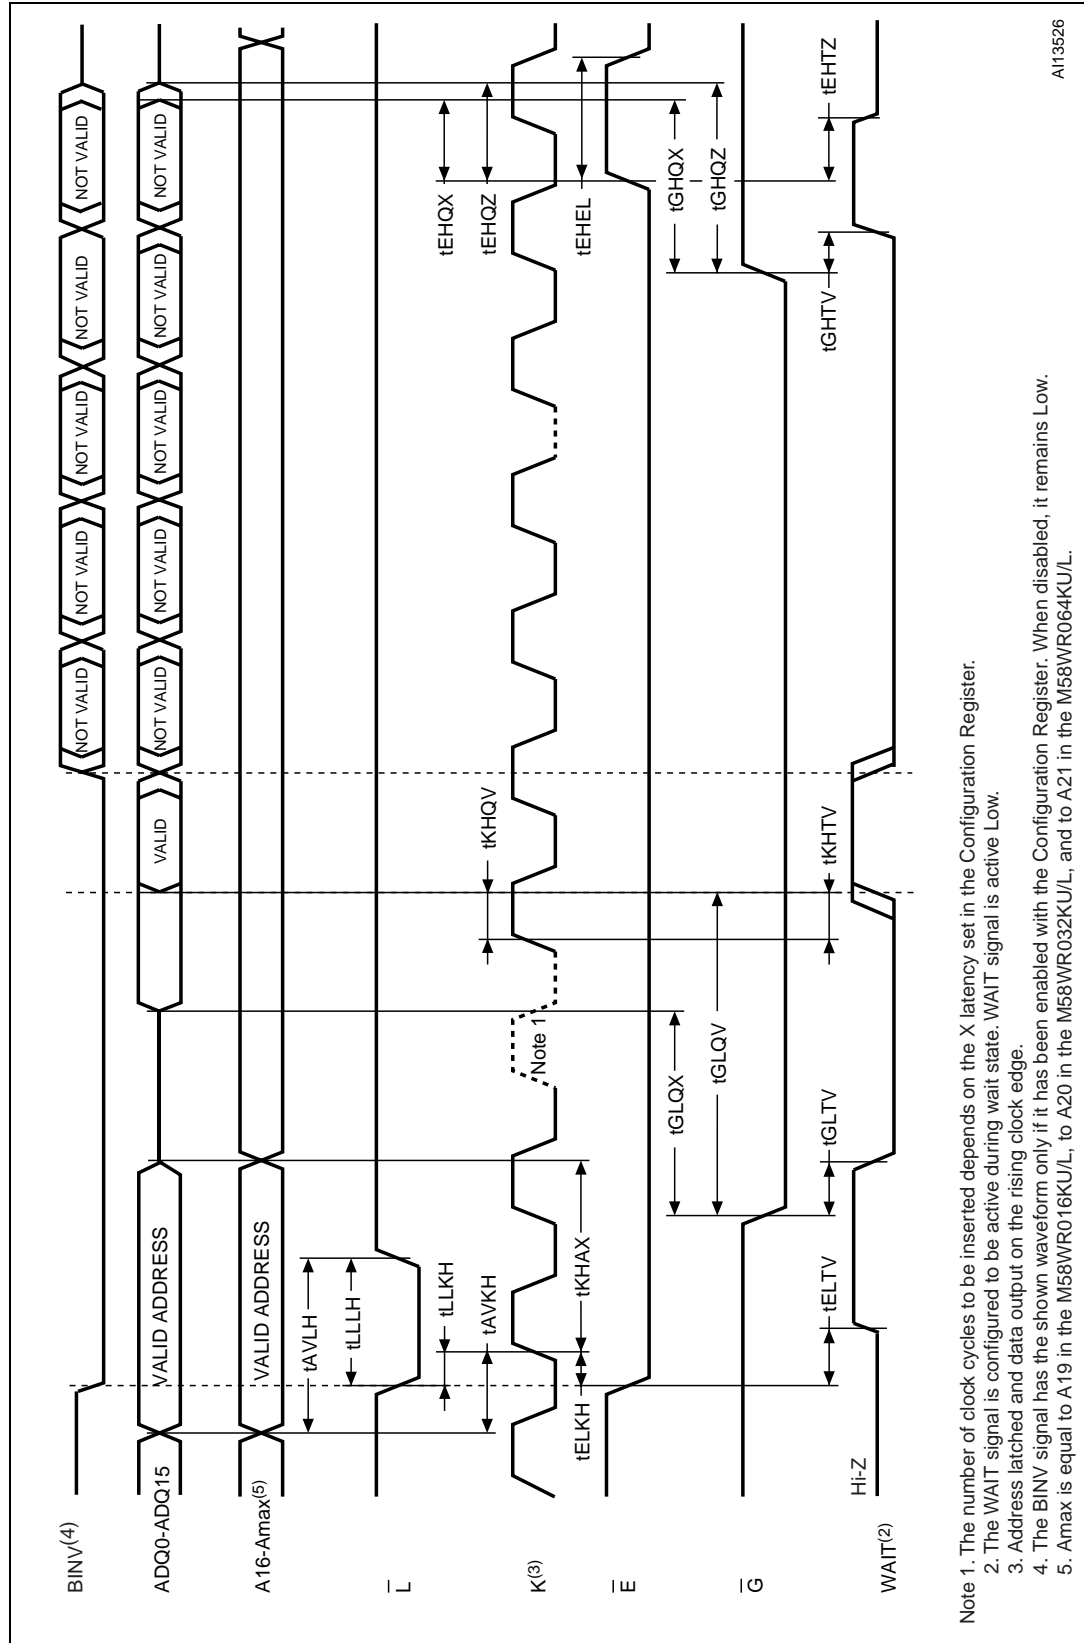 BINV(4)
NOT VALID
NOT VALID
NOT VALID
NOT VALID
NOT VALID
ADQ0-ADQ15
VALID ADDRESS
VALID
NOT VALID
NOT VALID
NOT VALID
NOT VALID
NOT VALID
A16-Amax(5)
VALID ADDRESS
tAVLH
tLLLH
L
tLLKH
tAVKH
tKHQV
tEHQX
tEHQZ
K(3)
Note 1
tELKH
tKHAX
tEHEL
E
tGLQX
tGLQV
tGHQX
tGHQZ
G
tELTV
tGLTV
tKHTV
tGHTV
tEHTZ
Hi-Z
WAIT(2)
Note 1. The number of clock cycles to be inserted depends on the X latency set in the Configuration Register.
2. The WAIT signal is configured to be active during wait state. WAIT signal is active Low.
3. Address latched and data output on the rising clock edge.
4. The BINV signal has the shown waveform only if it has been enabled with the Configuration Register. When disabled, it remains Low.
5. Amax is equal to A19 in the M58WR016KU/L, to A20 in the M58WR032KU/L, and to A21 in the M58WR064KU/L.
AI13526